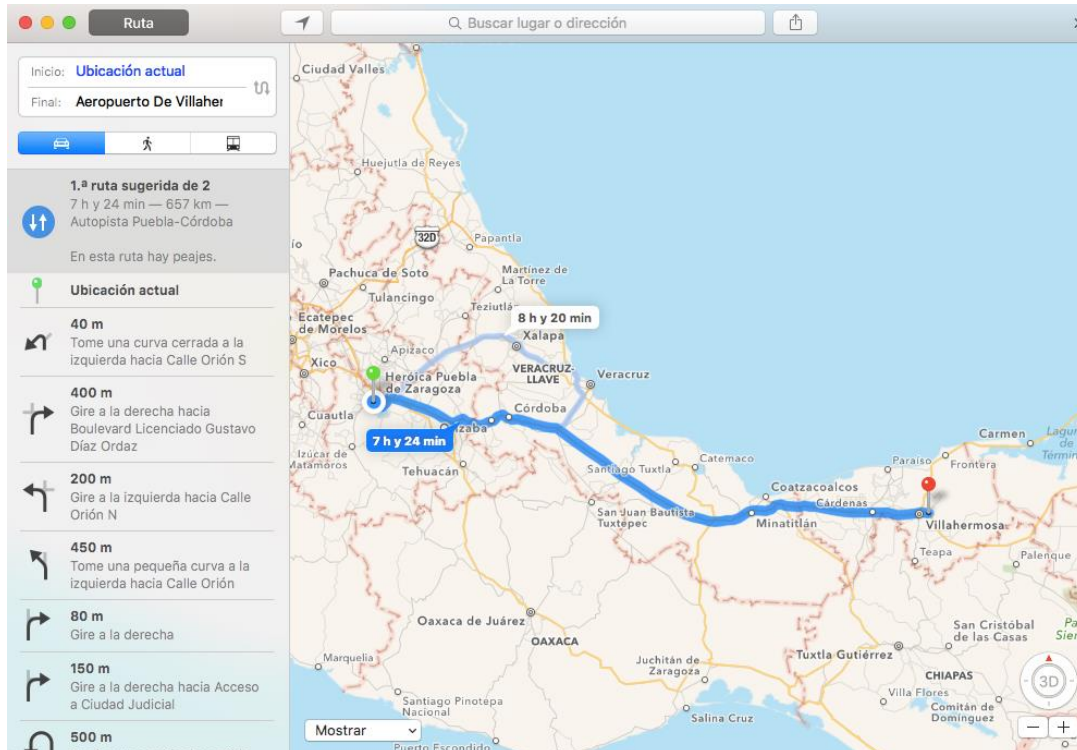 Ruta
Buscar lugar o dirección
Inicio: Ubicación actual
Final: Aeropuerto De Villaher
1.ª ruta sugerida de 2
7 h y 24 min — 657 km —
Autopista Puebla-Córdoba
En esta ruta hay peajes.
Ubicación actual
40 m
Tome una curva cerrada a la
izquierda hacia Calle Orión S
400 m
Gire a la derecha hacia
Boulevard Licenciado Gustavo
Díaz Ordaz
200 m
Gire a la izquierda hacia Calle
Orión N
450 m
Tome una pequeña curva a la
izquierda hacia Calle Orión
80 m
Gire a la derecha
150 m
Gire a la derecha hacia Acceso
a Ciudad Judicial
500 m
Ciudad Valles
Huejutla de Reyes
32D
Papantla
Pachuca de Soto
Martínez de
La Torre
Tulancingo
Ecatepec
de Morelos
8 h y 20 min
Xalapa
Xico
Apizaco
VERACRUZ-
LLAVE
Heróica Puebla
de Zaragoza
Veracruz
Cuautla
Córdoba
7 h y 24 min
Izúcar de
Matamoros
Tehuacán
Santiago Tuxtla
Catemaco
Carmen
Paraíso
Frontera
Coatzacoalcos
Cárdenas
San Juan Bautista
Tuxtepec
Minatitlán
Villahermosa
Teapa
Palenque
Oaxaca de Juárez
OAXACA
San Cristóbal
de las Casas
Marquelia
Juchitán de
Zaragoza
Tuxtla Gutiérrez
CHIAPAS
Villa Flores
Comitán de
Domínguez
Santiago Pinotepa
Nacional
Salina Cruz
Puerto Escondido
Mostrar
3D